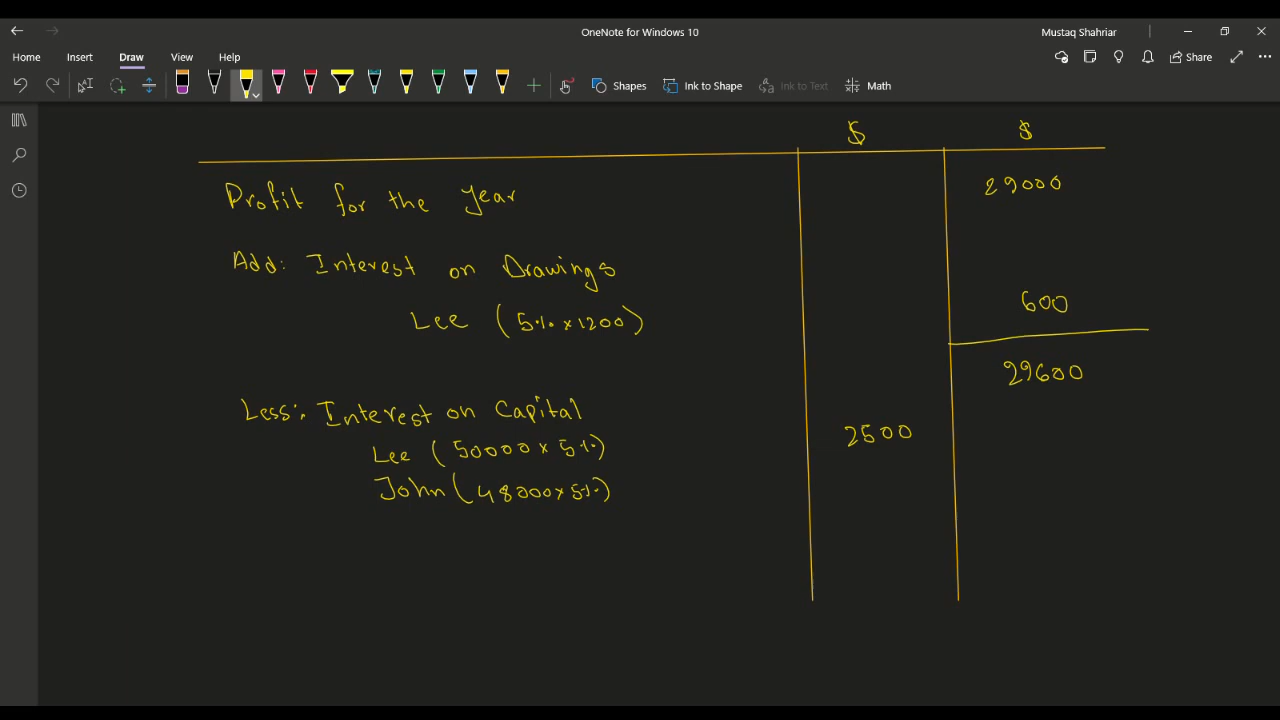 OneNote for Windows 10
Mustaq Shahriar
Home Insert Draw View Help
Share
Shapes Ink to Shape Ink to Text Math
$ $
Profit for the year 29000
Add: Interest on Drawings
Lee (5% x 1200) 600
29600
Less: Interest on Capital
Lee (50000 x 5%) 2500
John (48000 x 5%)